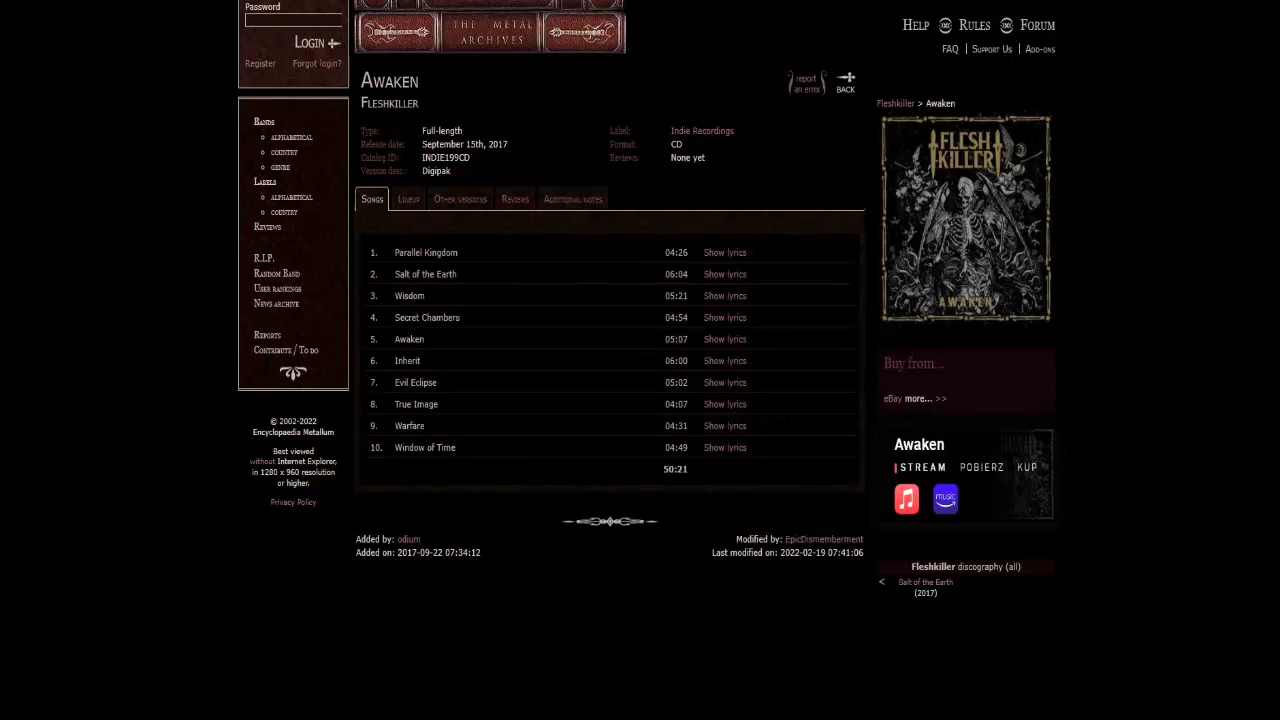 Password
LOGIN
Register Forgot login?
BANDS
ALPHABETICAL
COUNTRY
GENRE
LABELS
ALPHABETICAL
COUNTRY
REVIEWS
R.I.P.
RANDOM BAND
USER RANKINGS
NEWS ARCHIVE
REPORTS
CONTRIBUTE / TO DO
© 2002-2022
Encyclopaedia Metallum
Best viewed
without Internet Explorer,
in 1280 x 960 resolution
or higher.
Privacy Policy
THE METAL
ARCHIVES
HELP RULES FORUM
FAQ | SUPPORT US | ADD-ONS
AWAKEN
FLESHKILLER
report
an error
BACK
Type: Full-length
Release date: September 15th, 2017
Catalog ID: INDIE199CD
Version desc.: Digipak
Label: Indie Recordings
Format: CD
Reviews: None yet
SONGS LINEUP OTHER VERSIONS REVIEWS ADDITIONAL NOTES
1. Parallel Kingdom 04:26 Show lyrics
2. Salt of the Earth 06:04 Show lyrics
3. Wisdom 05:21 Show lyrics
4. Secret Chambers 04:54 Show lyrics
5. Awaken 05:07 Show lyrics
6. Inherit 06:00 Show lyrics
7. Evil Eclipse 05:02 Show lyrics
8. True Image 04:07 Show lyrics
9. Warfare 04:31 Show lyrics
10. Window of Time 04:49 Show lyrics
50:21
Added by: odium
Added on: 2017-09-22 07:34:12
Modified by: EpicDismemberment
Last modified on: 2022-02-19 07:41:06
Fleshkiller > Awaken
FLESH
KILLER
AWAKEN
Buy from...
eBay more... >>
Awaken
STREAM POBIERZ KUP
music
Fleshkiller discography (all)
< Salt of the Earth
(2017)